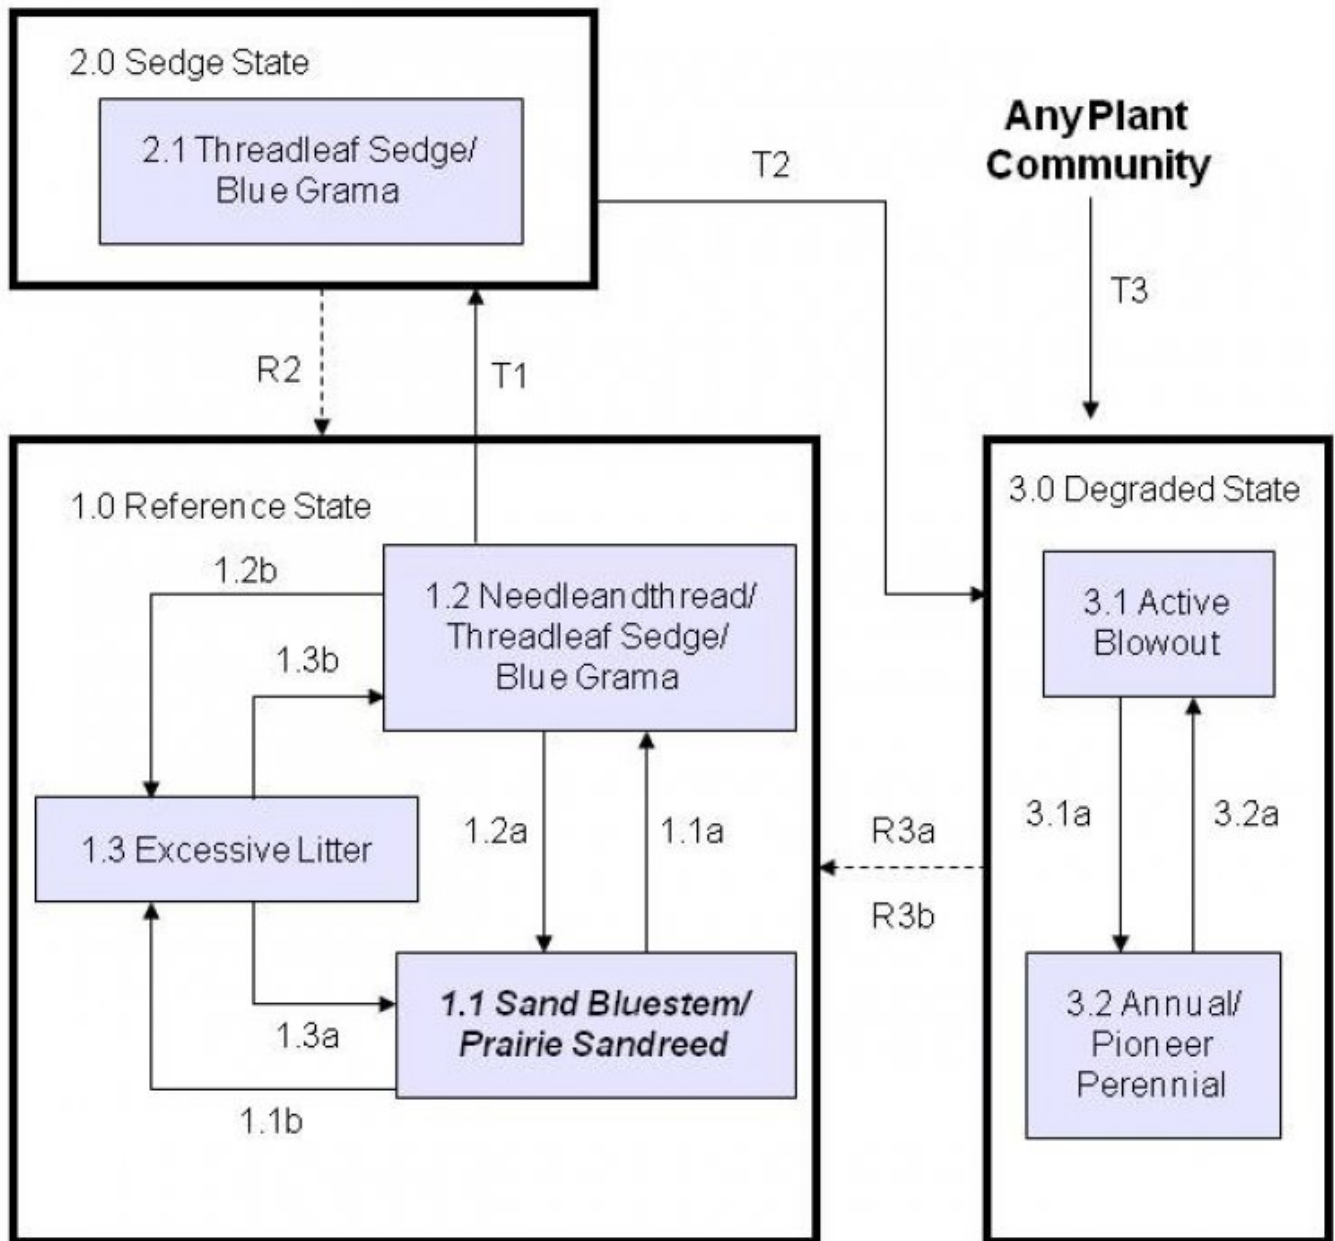 2.0 Sedge State
2.1 Threadleaf Sedge/
Blue Grama
T2
Any Plant
Community
T3
R2
T1
1.0 Reference State
1.2b
1.2 Needleandthread/
Threadleaf Sedge/
Blue Grama
1.3b
1.3 Excessive Litter
1.2a
1.1a
1.3a
1.1 Sand Bluestem/
Prairie Sandreed
1.1b
R3a
R3b
3.0 Degraded State
3.1 Active
Blowout
3.1a
3.2a
3.2 Annual/
Pioneer
Perennial